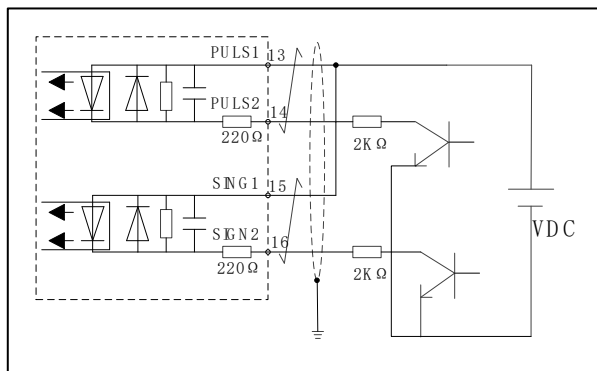 PULS1 13
PULS2 14
220Ω
2KΩ
SING1 15
SIGN2 16
220Ω
2KΩ
VDC